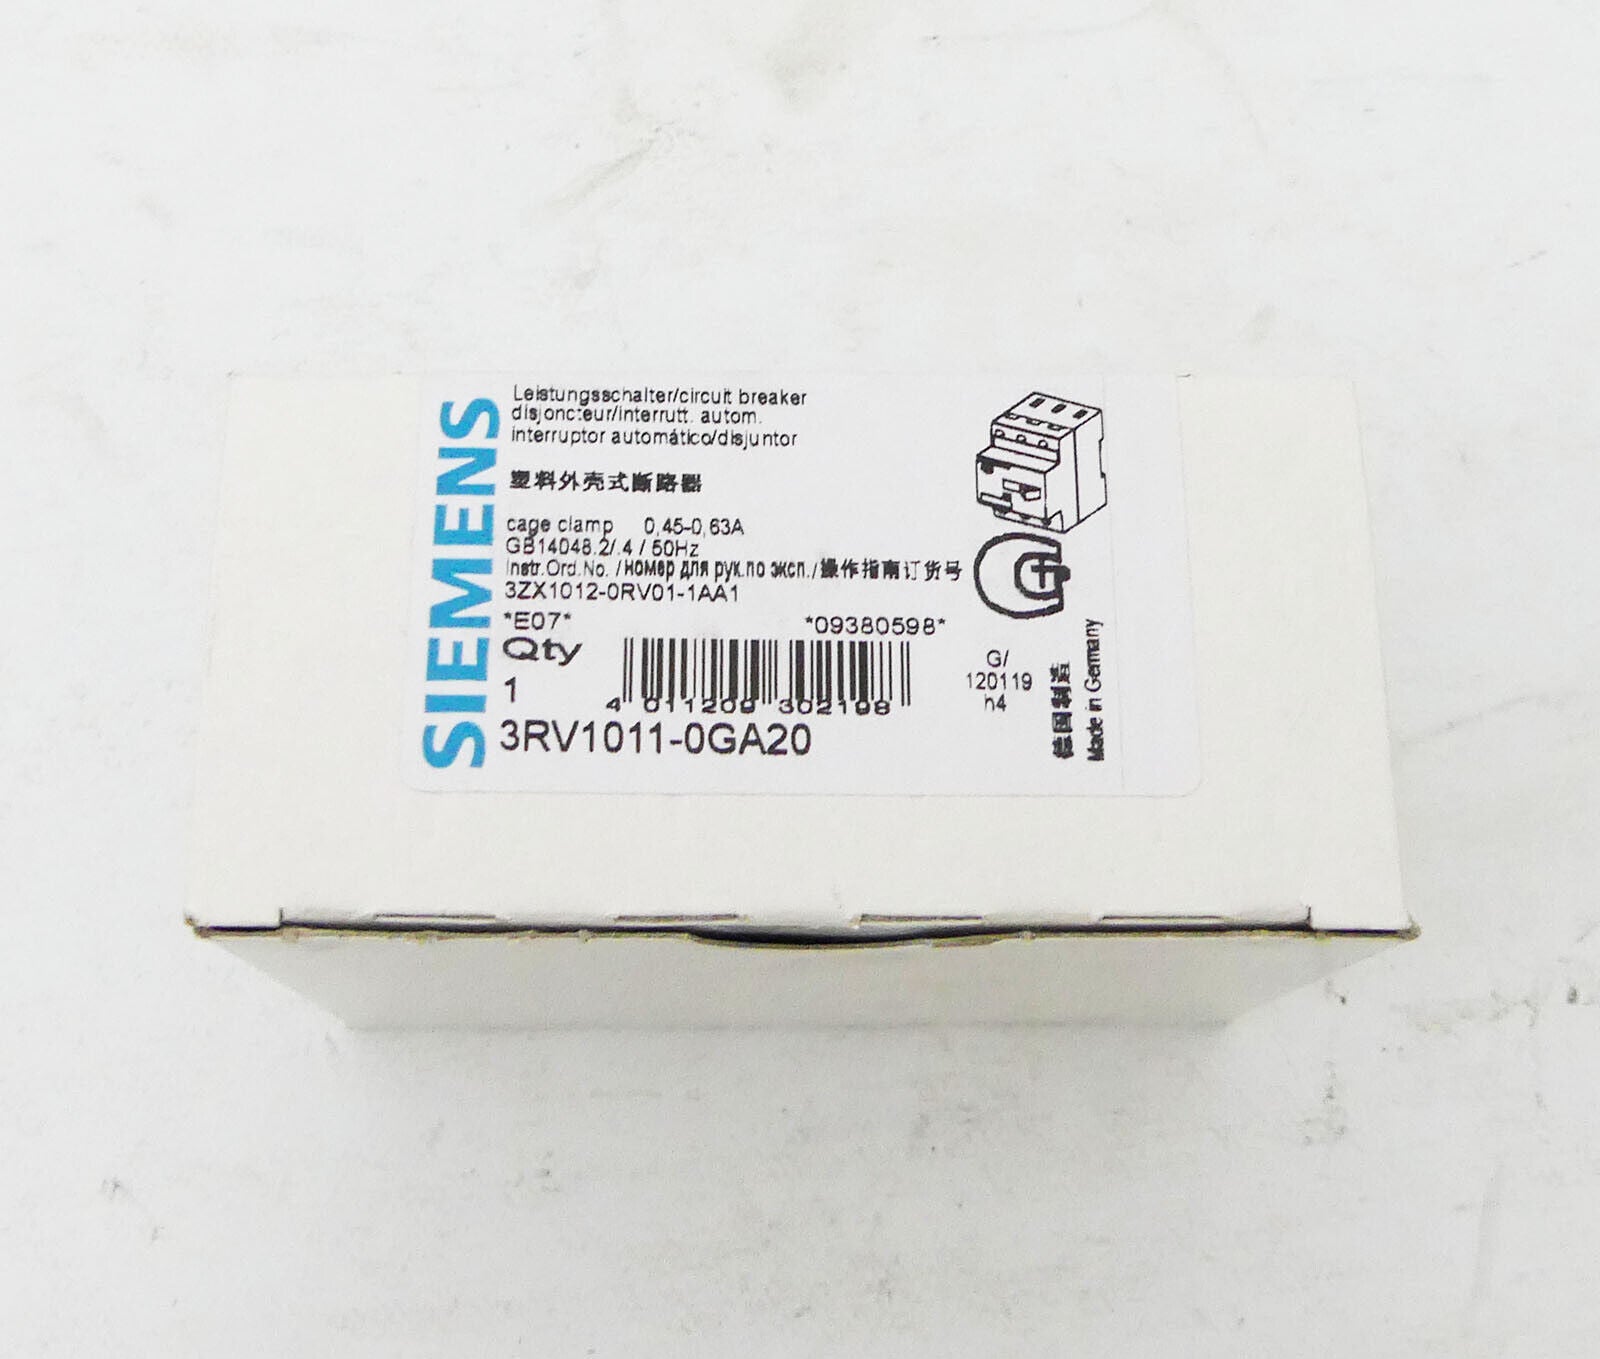 SIEMENS
Leistungsschalter/circuit breaker
disjoncteur/interrutt. autom.
interruptor automático/disjuntor
塑料外壳式断路器
cage clamp 0,45-0,63A
GB14048.2/.4 / 50Hz
Instr.Ord.No. /номер для рук.по эксп./操作指南订货号
3ZX1012-0RV01-1AA1
*E07* *09380598*
Qty
1
4 011209 302198
3RV1011-0GA20
G/
120119
h4
德国制造
Made in Germany